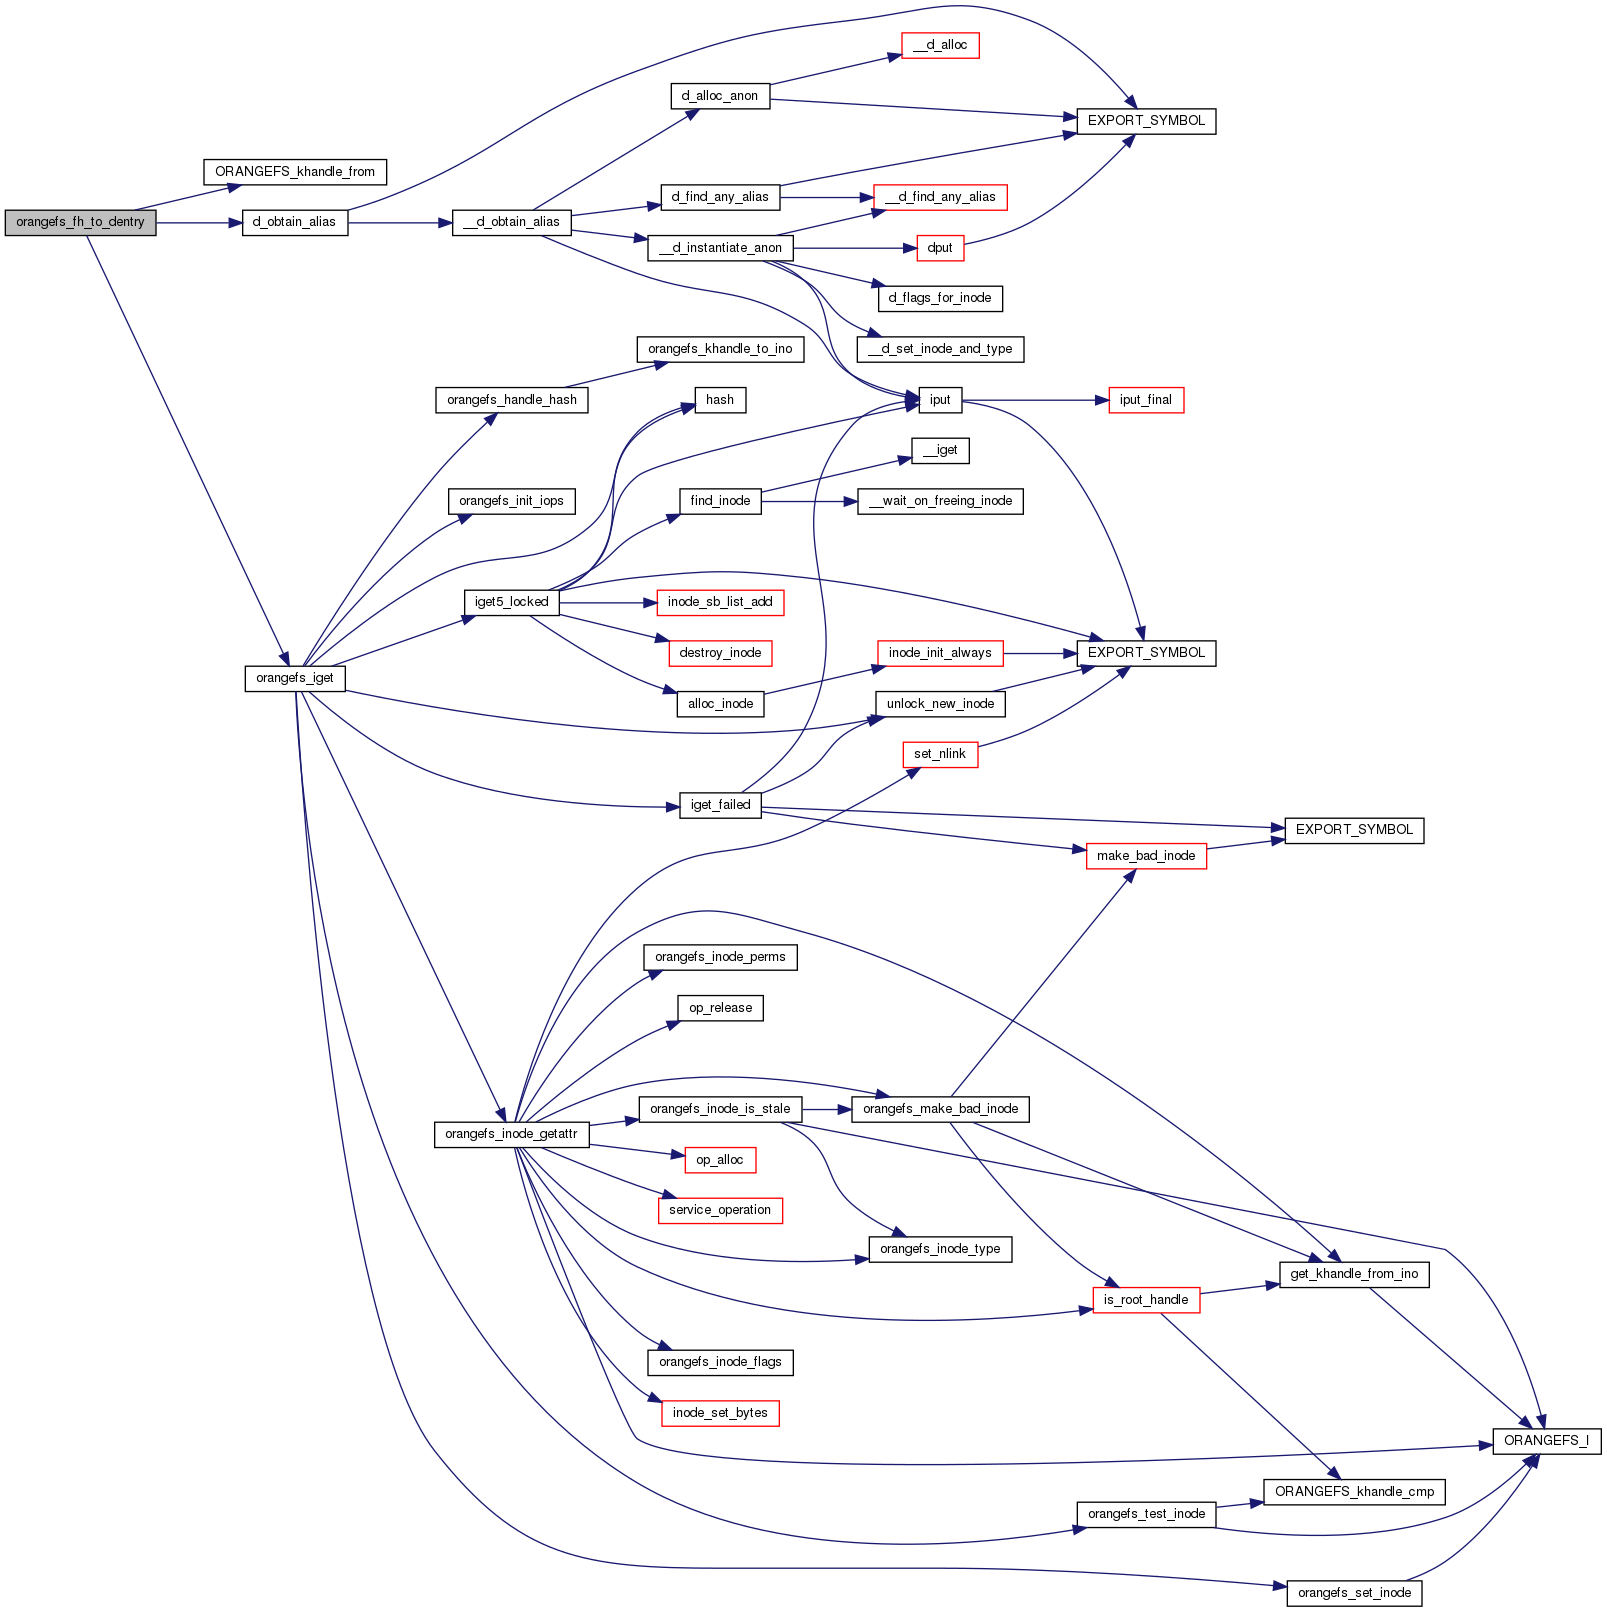 __d_alloc
d_alloc_anon
EXPORT_SYMBOL
ORANGEFS_khandle_from
d_find_any_alias
__d_find_any_alias
orangefs_fh_to_dentry
d_obtain_alias
__d_obtain_alias
__d_instantiate_anon
dput
d_flags_for_inode
orangefs_khandle_to_ino
__d_set_inode_and_type
orangefs_handle_hash
hash
iput
iput_final
__iget
orangefs_init_iops
find_inode
__wait_on_freeing_inode
iget5_locked
inode_sb_list_add
destroy_inode
inode_init_always
EXPORT_SYMBOL
orangefs_iget
alloc_inode
unlock_new_inode
set_nlink
iget_failed
EXPORT_SYMBOL
make_bad_inode
orangefs_inode_perms
op_release
orangefs_inode_is_stale
orangefs_make_bad_inode
orangefs_inode_getattr
op_alloc
service_operation
orangefs_inode_type
get_khandle_from_ino
is_root_handle
orangefs_inode_flags
inode_set_bytes
ORANGEFS_I
ORANGEFS_khandle_cmp
orangefs_test_inode
orangefs_set_inode